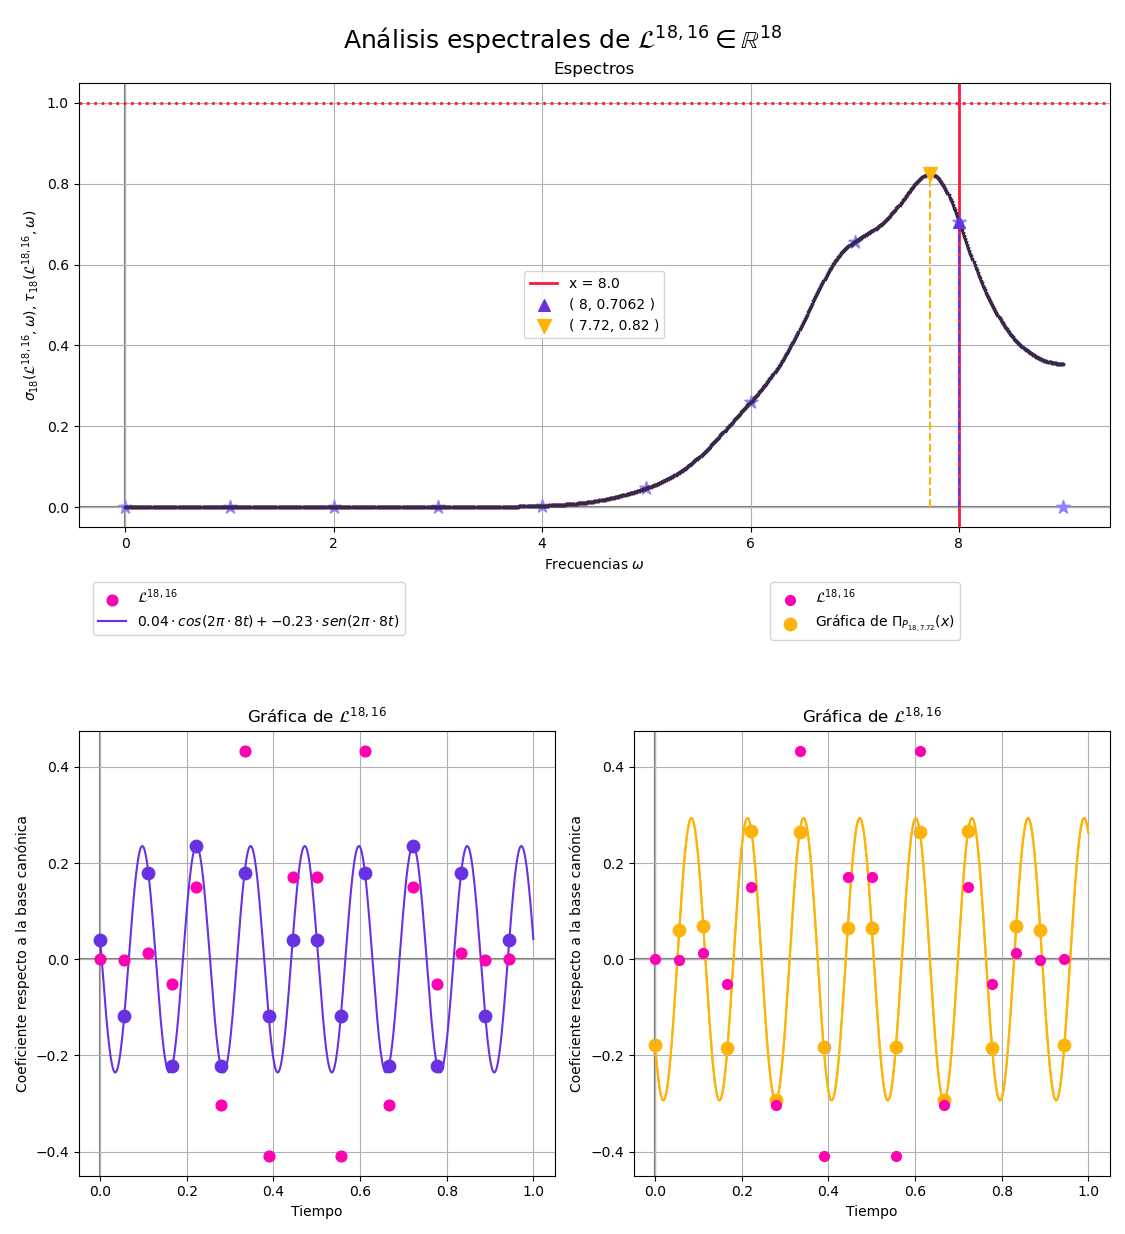 Análisis espectrales de 𝓛^{18,16} ∈ ℝ^{18}
Espectros
σ₁₈(𝓛^{18,16}, ω), τ₁₈(𝓛^{18,16}, ω)
1.0
0.8
0.6
0.4
0.2
0.0
x = 8.0
( 8, 0.7062 )
( 7.72, 0.82 )
0 2 4 6 8
Frecuencias ω
𝓛^{18,16}
0.04 · cos(2π · 8t) + −0.23 · sen(2π · 8t)
𝓛^{18,16}
Gráfica de Π_{P_{18,7.72}}(x)
Gráfica de 𝓛^{18,16}
Coeficiente respecto a la base canónica
0.4
0.2
0.0
−0.2
−0.4
0.0 0.2 0.4 0.6 0.8 1.0
Tiempo
Gráfica de 𝓛^{18,16}
Coeficiente respecto a la base canónica
0.4
0.2
0.0
−0.2
−0.4
0.0 0.2 0.4 0.6 0.8 1.0
Tiempo